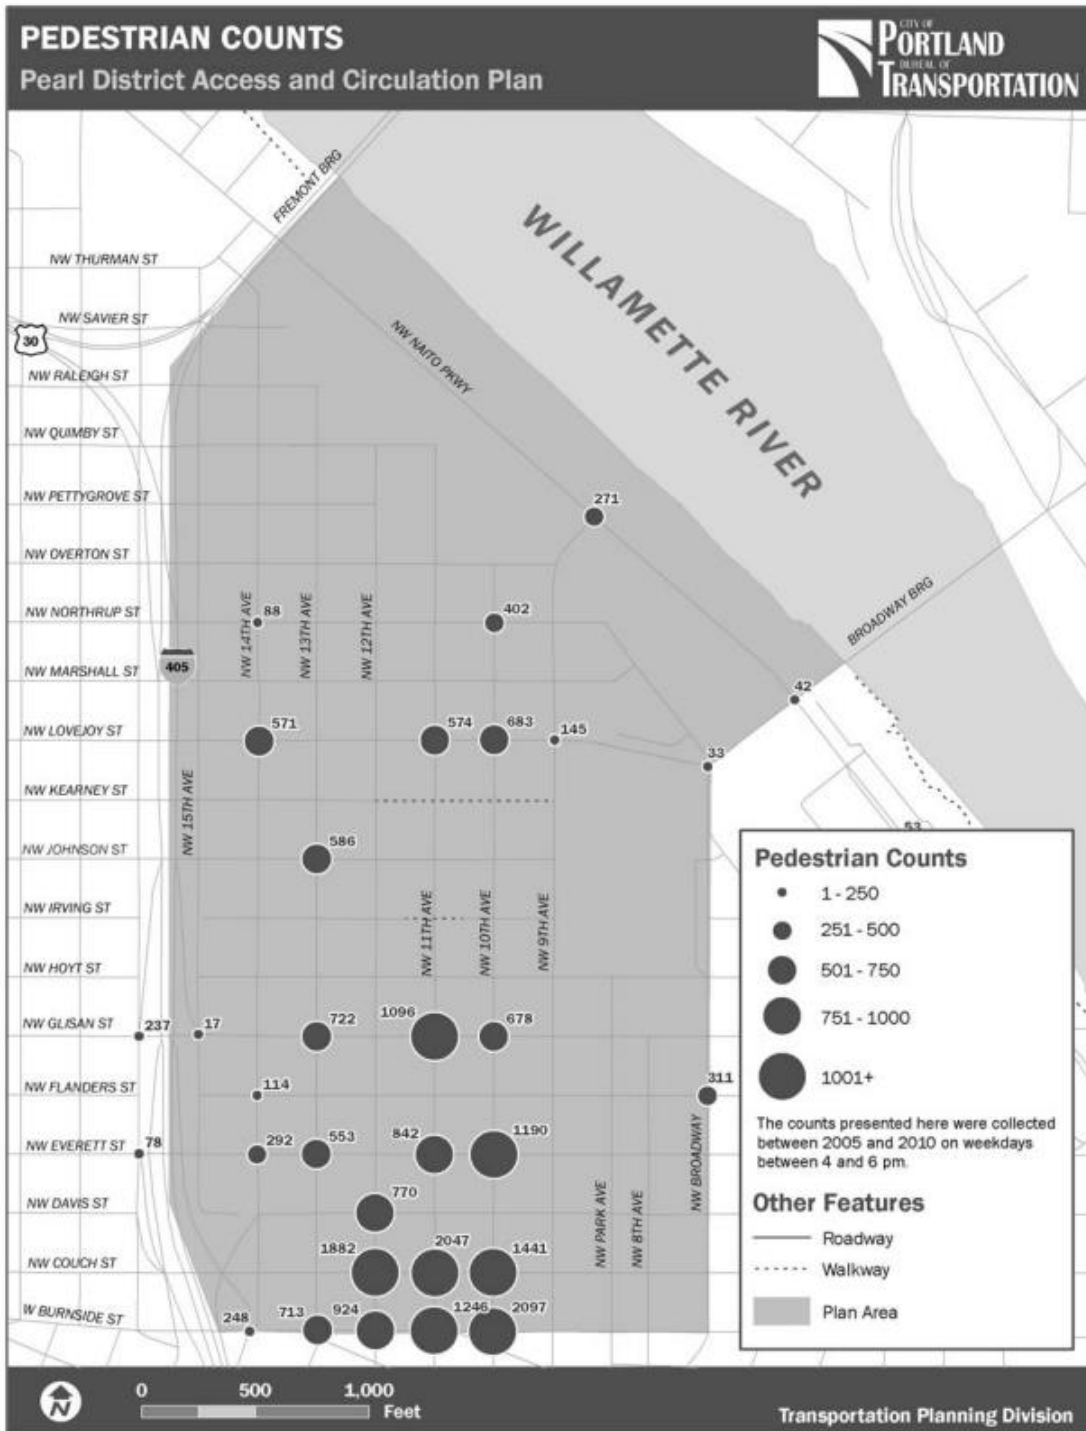 PEDESTRIAN COUNTS
Pearl District Access and Circulation Plan
CITY OF
PORTLAND
BUREAU OF
TRANSPORTATION
FREMONT BRG
WILLAMETTE RIVER
NW THURMAN ST
NW SAVIER ST
30
NW NAITO PKWY
NW RALEIGH ST
NW QUIMBY ST
NW PETTYGROVE ST
271
NW OVERTON ST
BROADWAY BRG
NW NORTHRUP ST
NW 14TH AVE
88
NW 13TH AVE
NW 12TH AVE
402
NW MARSHALL ST
405
42
NW LOVEJOY ST
571
574
683
145
33
NW KEARNEY ST
NW 15TH AVE
53
NW JOHNSON ST
586
NW IRVING ST
NW 11TH AVE
NW 10TH AVE
NW 9TH AVE
NW HOYT ST
NW GLISAN ST
237
17
722
1096
678
NW FLANDERS ST
114
311
NW EVERETT ST
78
292
553
842
1190
NW DAVIS ST
770
NW PARK AVE
NW 8TH AVE
NW BROADWAY
NW COUCH ST
1882
2047
1441
W BURNSIDE ST
248
713
924
1246
2097
Pedestrian Counts
1 - 250
251 - 500
501 - 750
751 - 1000
1001+
The counts presented here were collected
between 2005 and 2010 on weekdays
between 4 and 6 pm.
Other Features
Roadway
Walkway
Plan Area
N
0 500 1,000
Feet
Transportation Planning Division